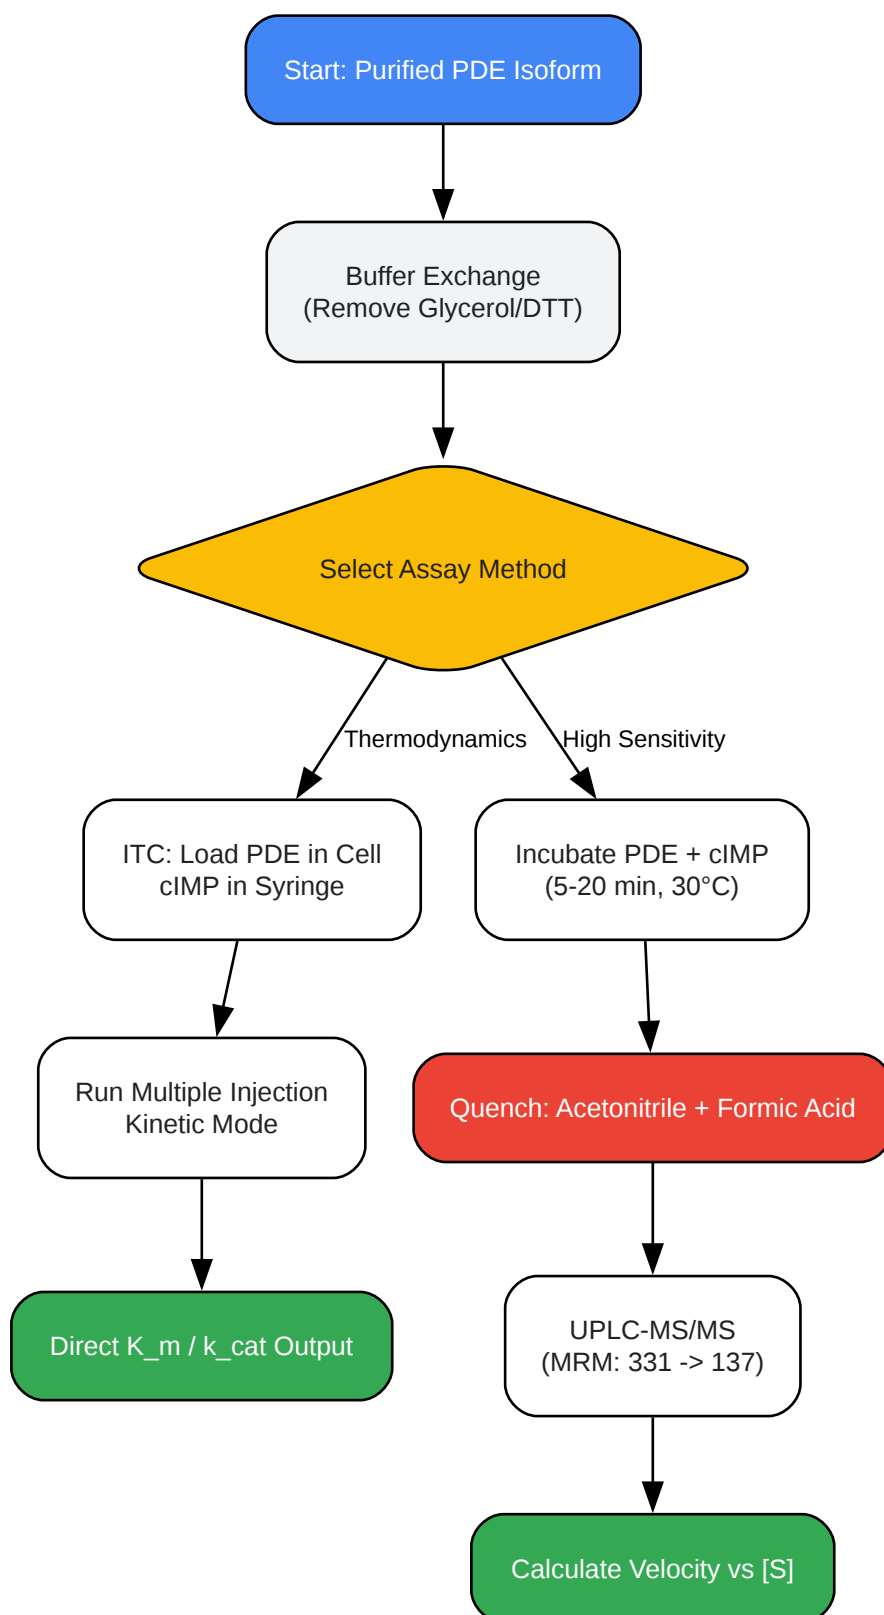 Start: Purified PDE Isoform
Buffer Exchange
(Remove Glycerol/DTT)
Select Assay Method
Thermodynamics
High Sensitivity
ITC: Load PDE in Cell
cIMP in Syringe
Incubate PDE + cIMP
(5-20 min, 30°C)
Run Multiple Injection
Kinetic Mode
Quench: Acetonitrile + Formic Acid
Direct K_m / k_cat Output
UPLC-MS/MS
(MRM: 331 -> 137)
Calculate Velocity vs [S]